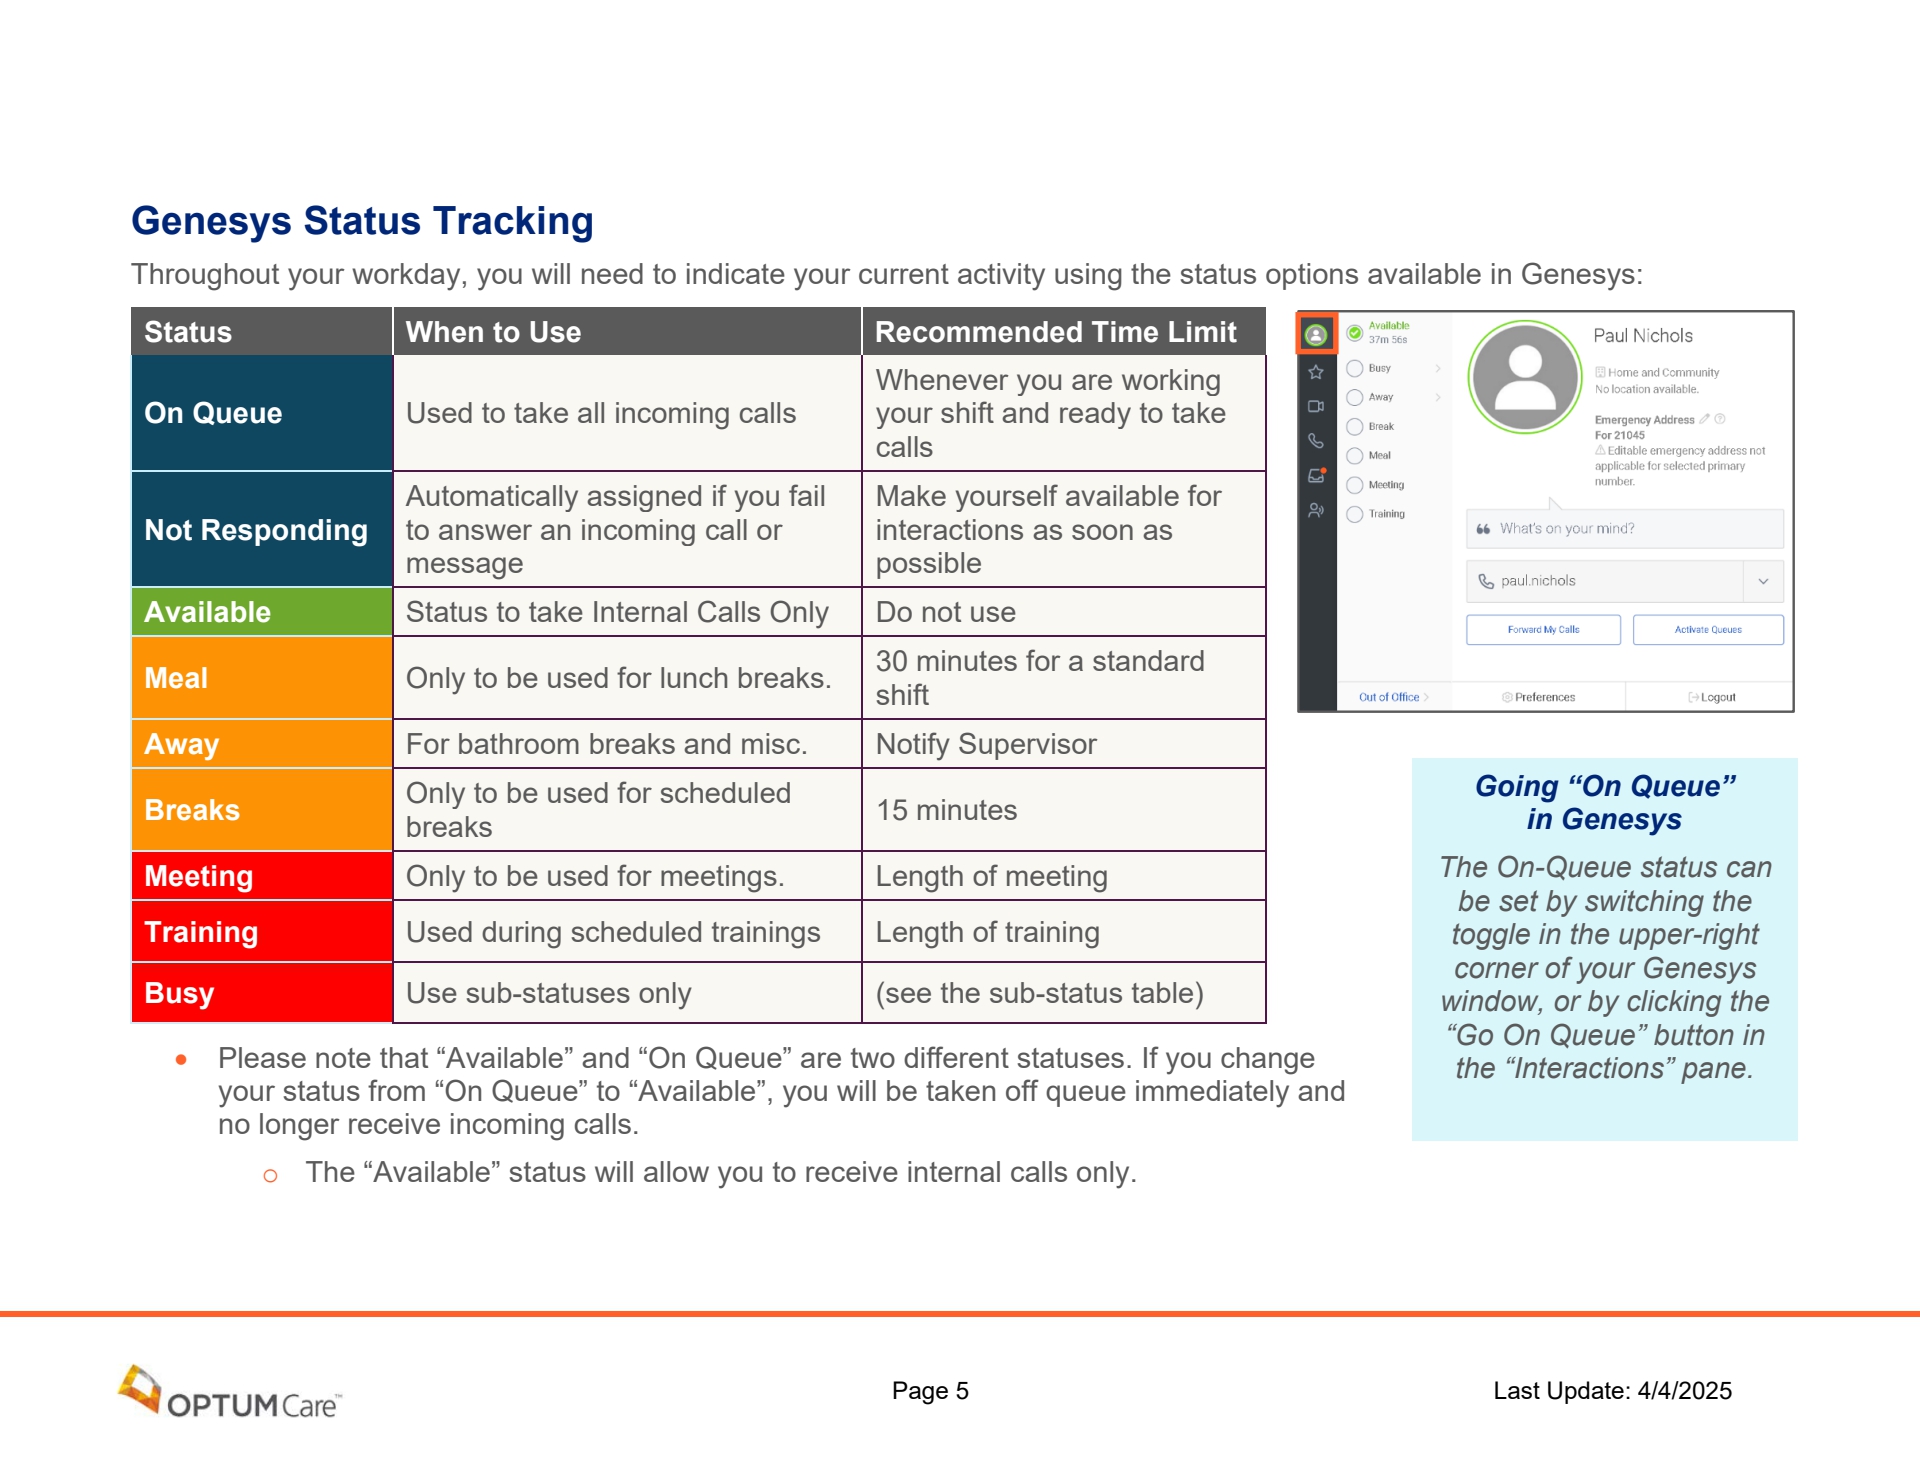 Genesys Status Tracking
Throughout your workday, you will need to indicate your current activity using the status options available in Genesys:
Status When to Use Recommended Time Limit
On Queue Used to take all incoming calls Whenever you are working
your shift and ready to take
calls
Not Responding Automatically assigned if you fail
to answer an incoming call or
message
Make yourself available for
interactions as soon as
possible
Available Status to take Internal Calls Only Do not use
Meal Only to be used for lunch breaks. 30 minutes for a standard
shift
Away For bathroom breaks and misc. Notify Supervisor
Breaks Only to be used for scheduled
breaks
15 minutes
Meeting Only to be used for meetings. Length of meeting
Training Used during scheduled trainings Length of training
Busy Use sub-statuses only (see the sub-status table)
Available
37m 56s
Busy
Away
Break
Meal
Meeting
Training
Out of Office
Paul Nichols
Home and Community
No location available.
Emergency Address
For 21045
Editable emergency address not
applicable for selected primary
number.
What's on your mind?
paul.nichols
Forward My Calls
Activate Queues
Preferences
Logout
Going “On Queue”
in Genesys
The On-Queue status can
be set by switching the
toggle in the upper-right
corner of your Genesys
window, or by clicking the
“Go On Queue” button in
the “Interactions” pane.
• Please note that “Available” and “On Queue” are two different statuses. If you change
your status from “On Queue” to “Available”, you will be taken off queue immediately and
no longer receive incoming calls.
o The “Available” status will allow you to receive internal calls only.
OPTUM Care™
Page 5
Last Update: 4/4/2025